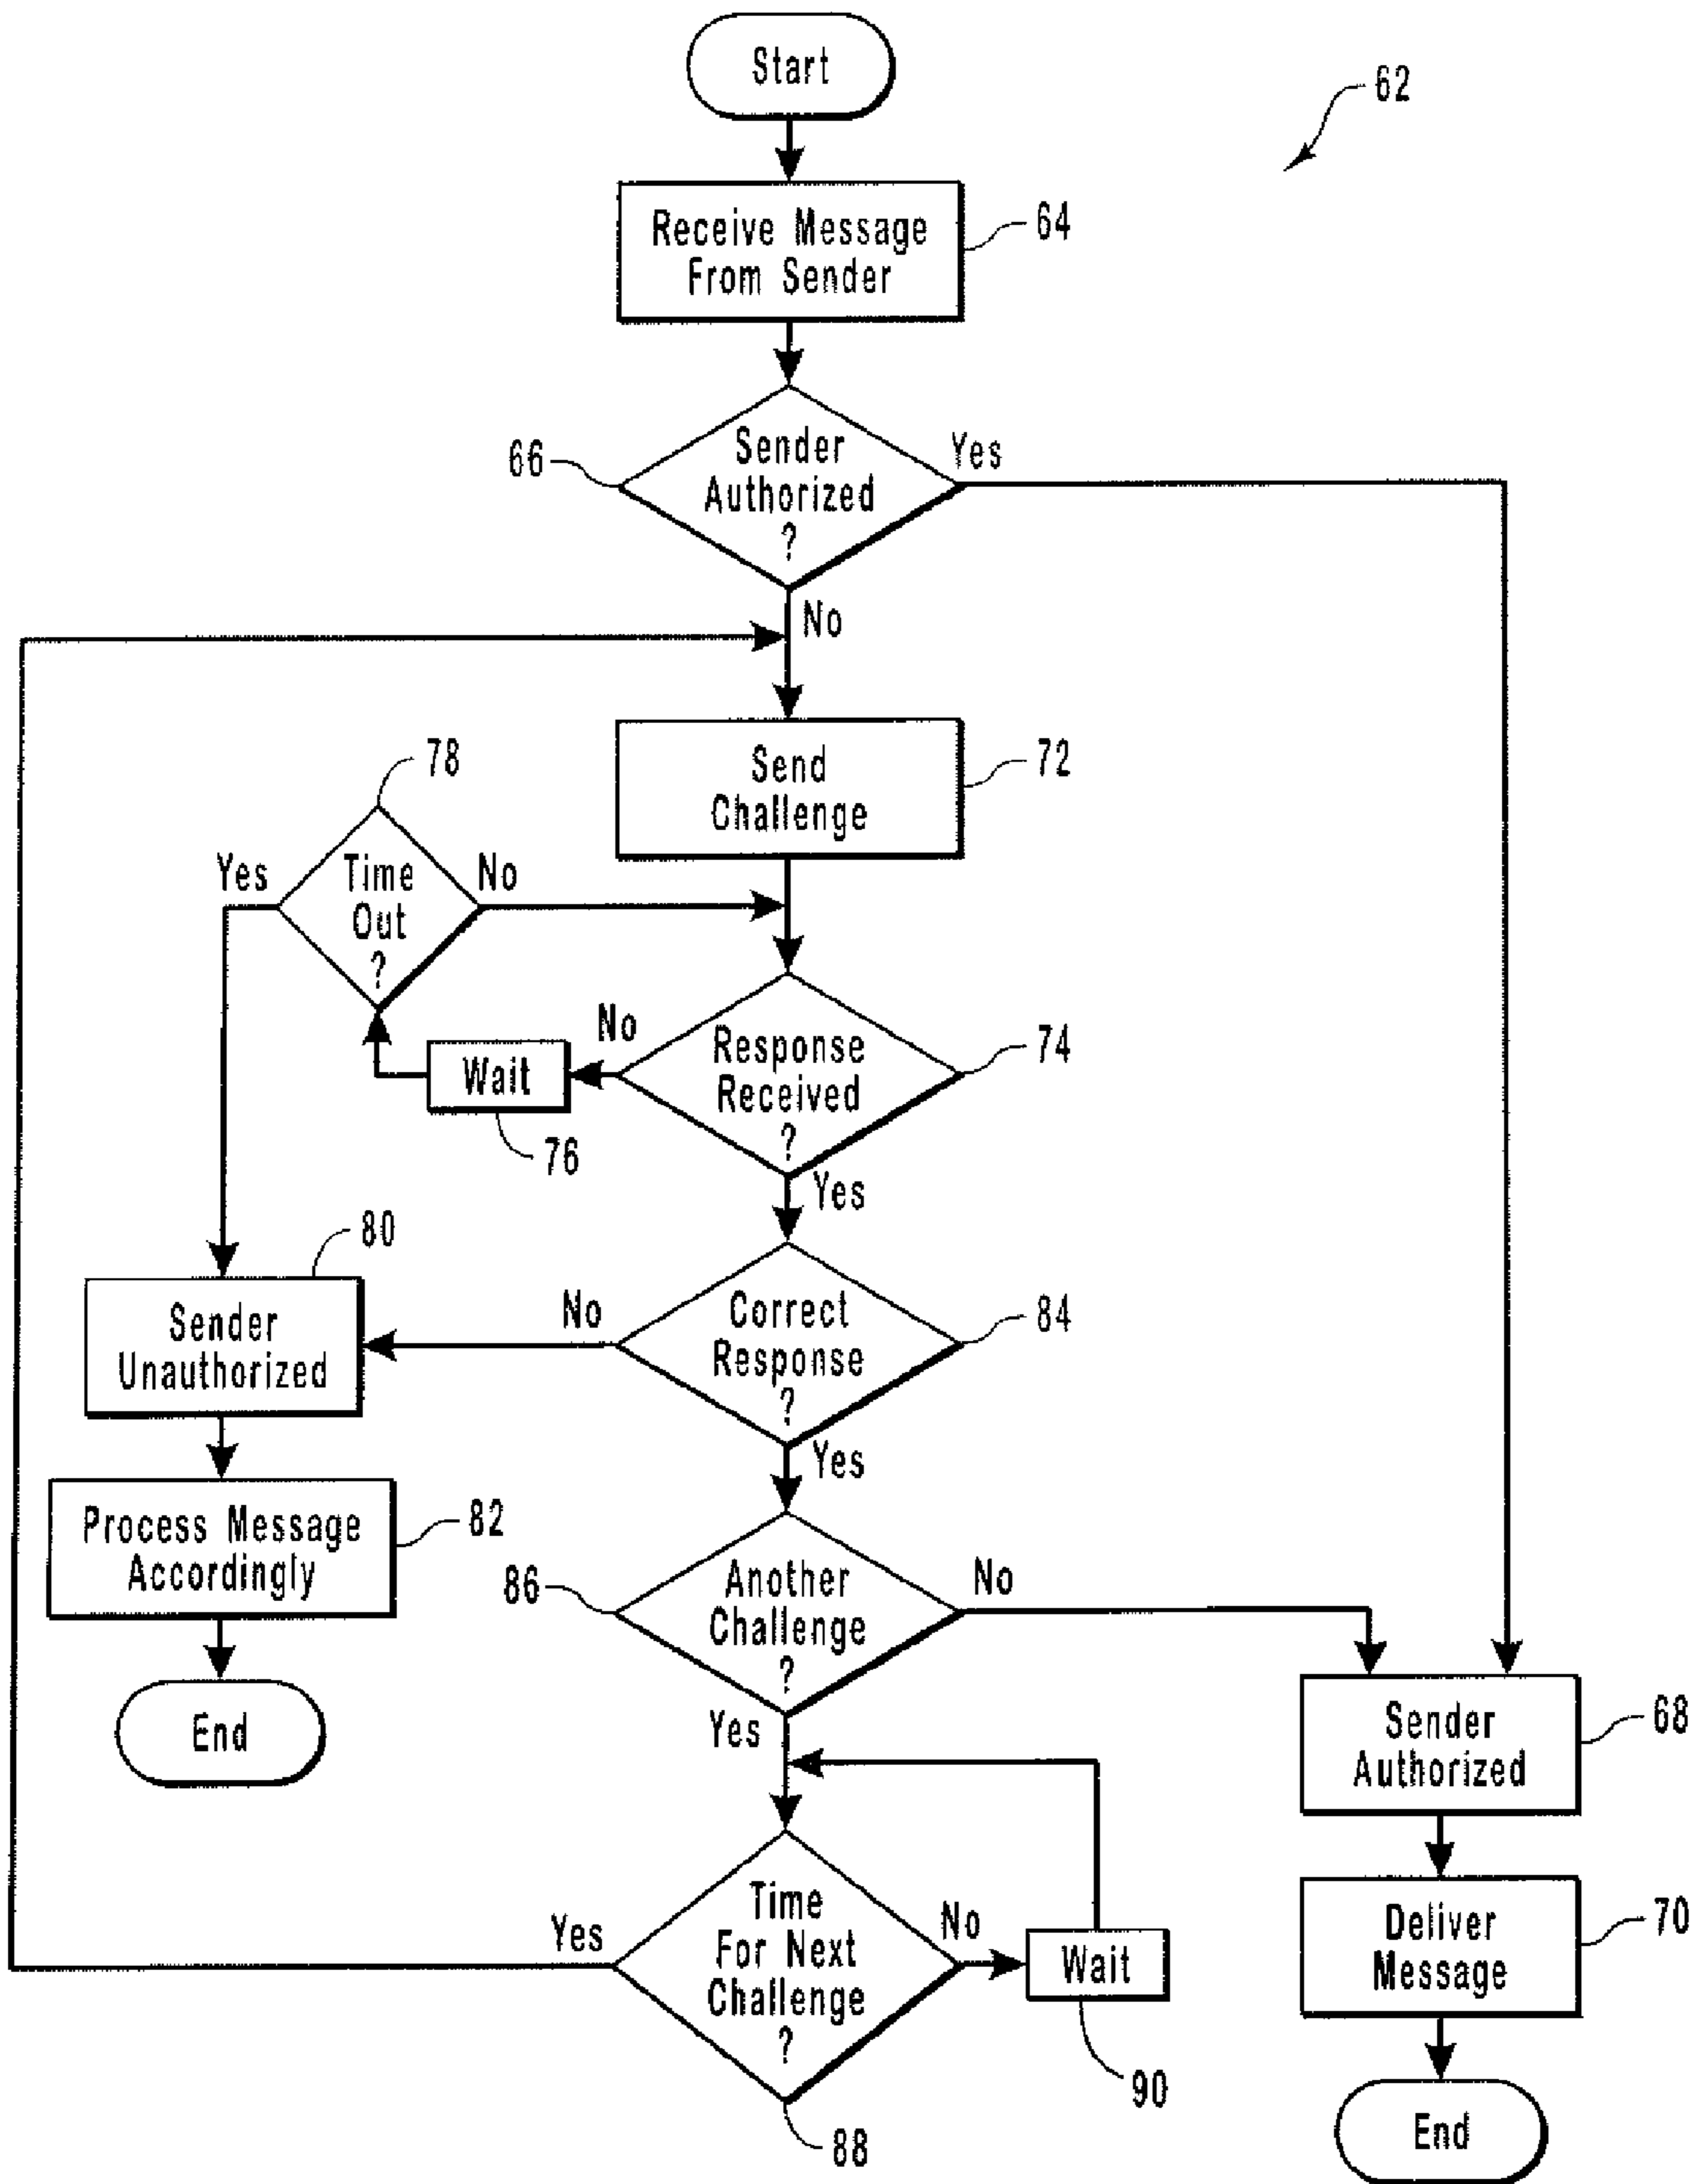 Start
62
Receive Message
From Sender
64
Sender
Authorized
?
66
Yes
No
Send
Challenge
72
78
Time
Out
?
Yes
No
Response
Received
?
74
No
Wait
76
Yes
80
Sender
Unauthorized
Correct
Response
?
84
No
Yes
Process Message
Accordingly
82
End
Another
Challenge
?
86
No
Yes
Sender
Authorized
68
Time
For Next
Challenge
?
88
Yes
No
Wait
90
Deliver
Message
70
End